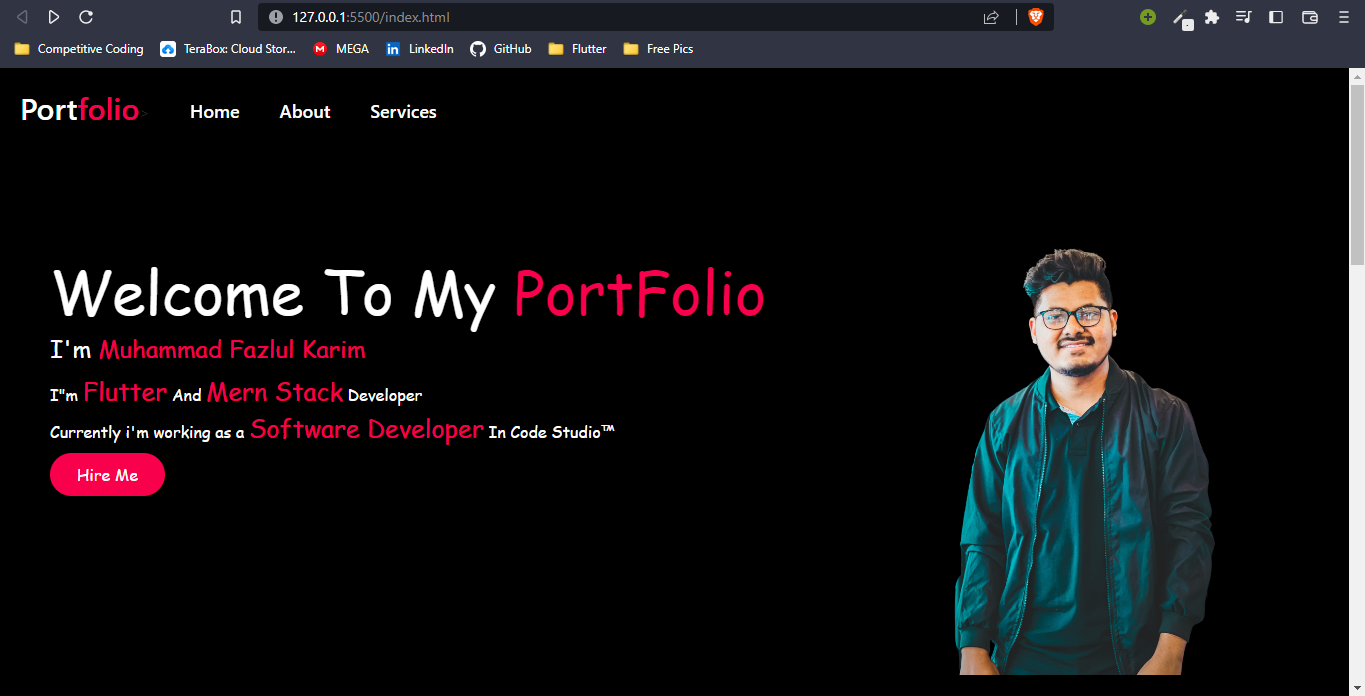 127.0.0.1:5500/index.html
Competitive Coding TeraBox: Cloud Stor... MEGA LinkedIn GitHub Flutter Free Pics
Portfolio> Home About Services
Welcome To My PortFolio
I'm Muhammad Fazlul Karim
I"m Flutter And Mern Stack Developer
Currently i'm working as a Software Developer In Code Studio™
Hire Me